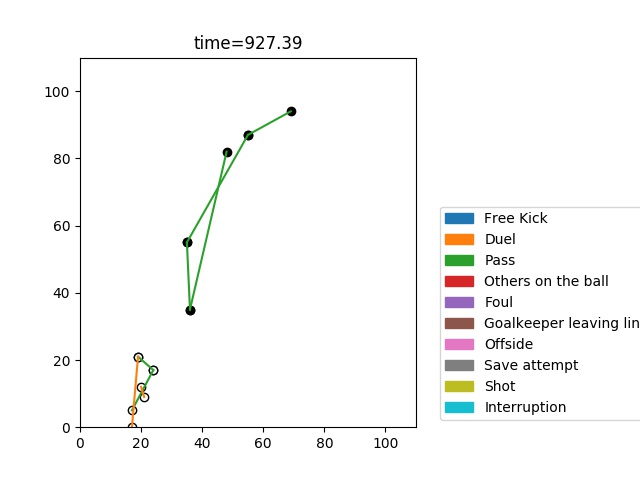 time=927.39
100
80
60
40
20
0
0 20 40 60 80 100
Free Kick
Duel
Pass
Others on the ball
Foul
Goalkeeper leaving lin
Offside
Save attempt
Shot
Interruption